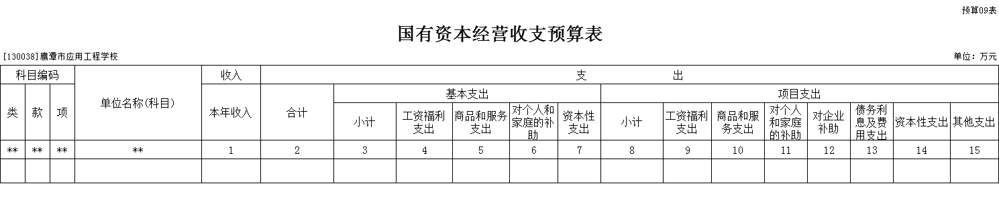 预算09表
国有资本经营收支预算表
[130038]鹰潭市应用工程学校 单位：万元
科目编码 单位名称(科目) 收入 支 出
类 款 项 本年收入 合计 基本支出 项目支出
小计 工资福利支出 商品和服务支出 对个人和家庭的补助 资本性支出 小计 工资福利支出 商品和服务支出 对个人和家庭的补助 对企业补助 债务利息及费用支出 资本性支出 其他支出
** ** ** ** 1 2 3 4 5 6 7 8 9 10 11 12 13 14 15